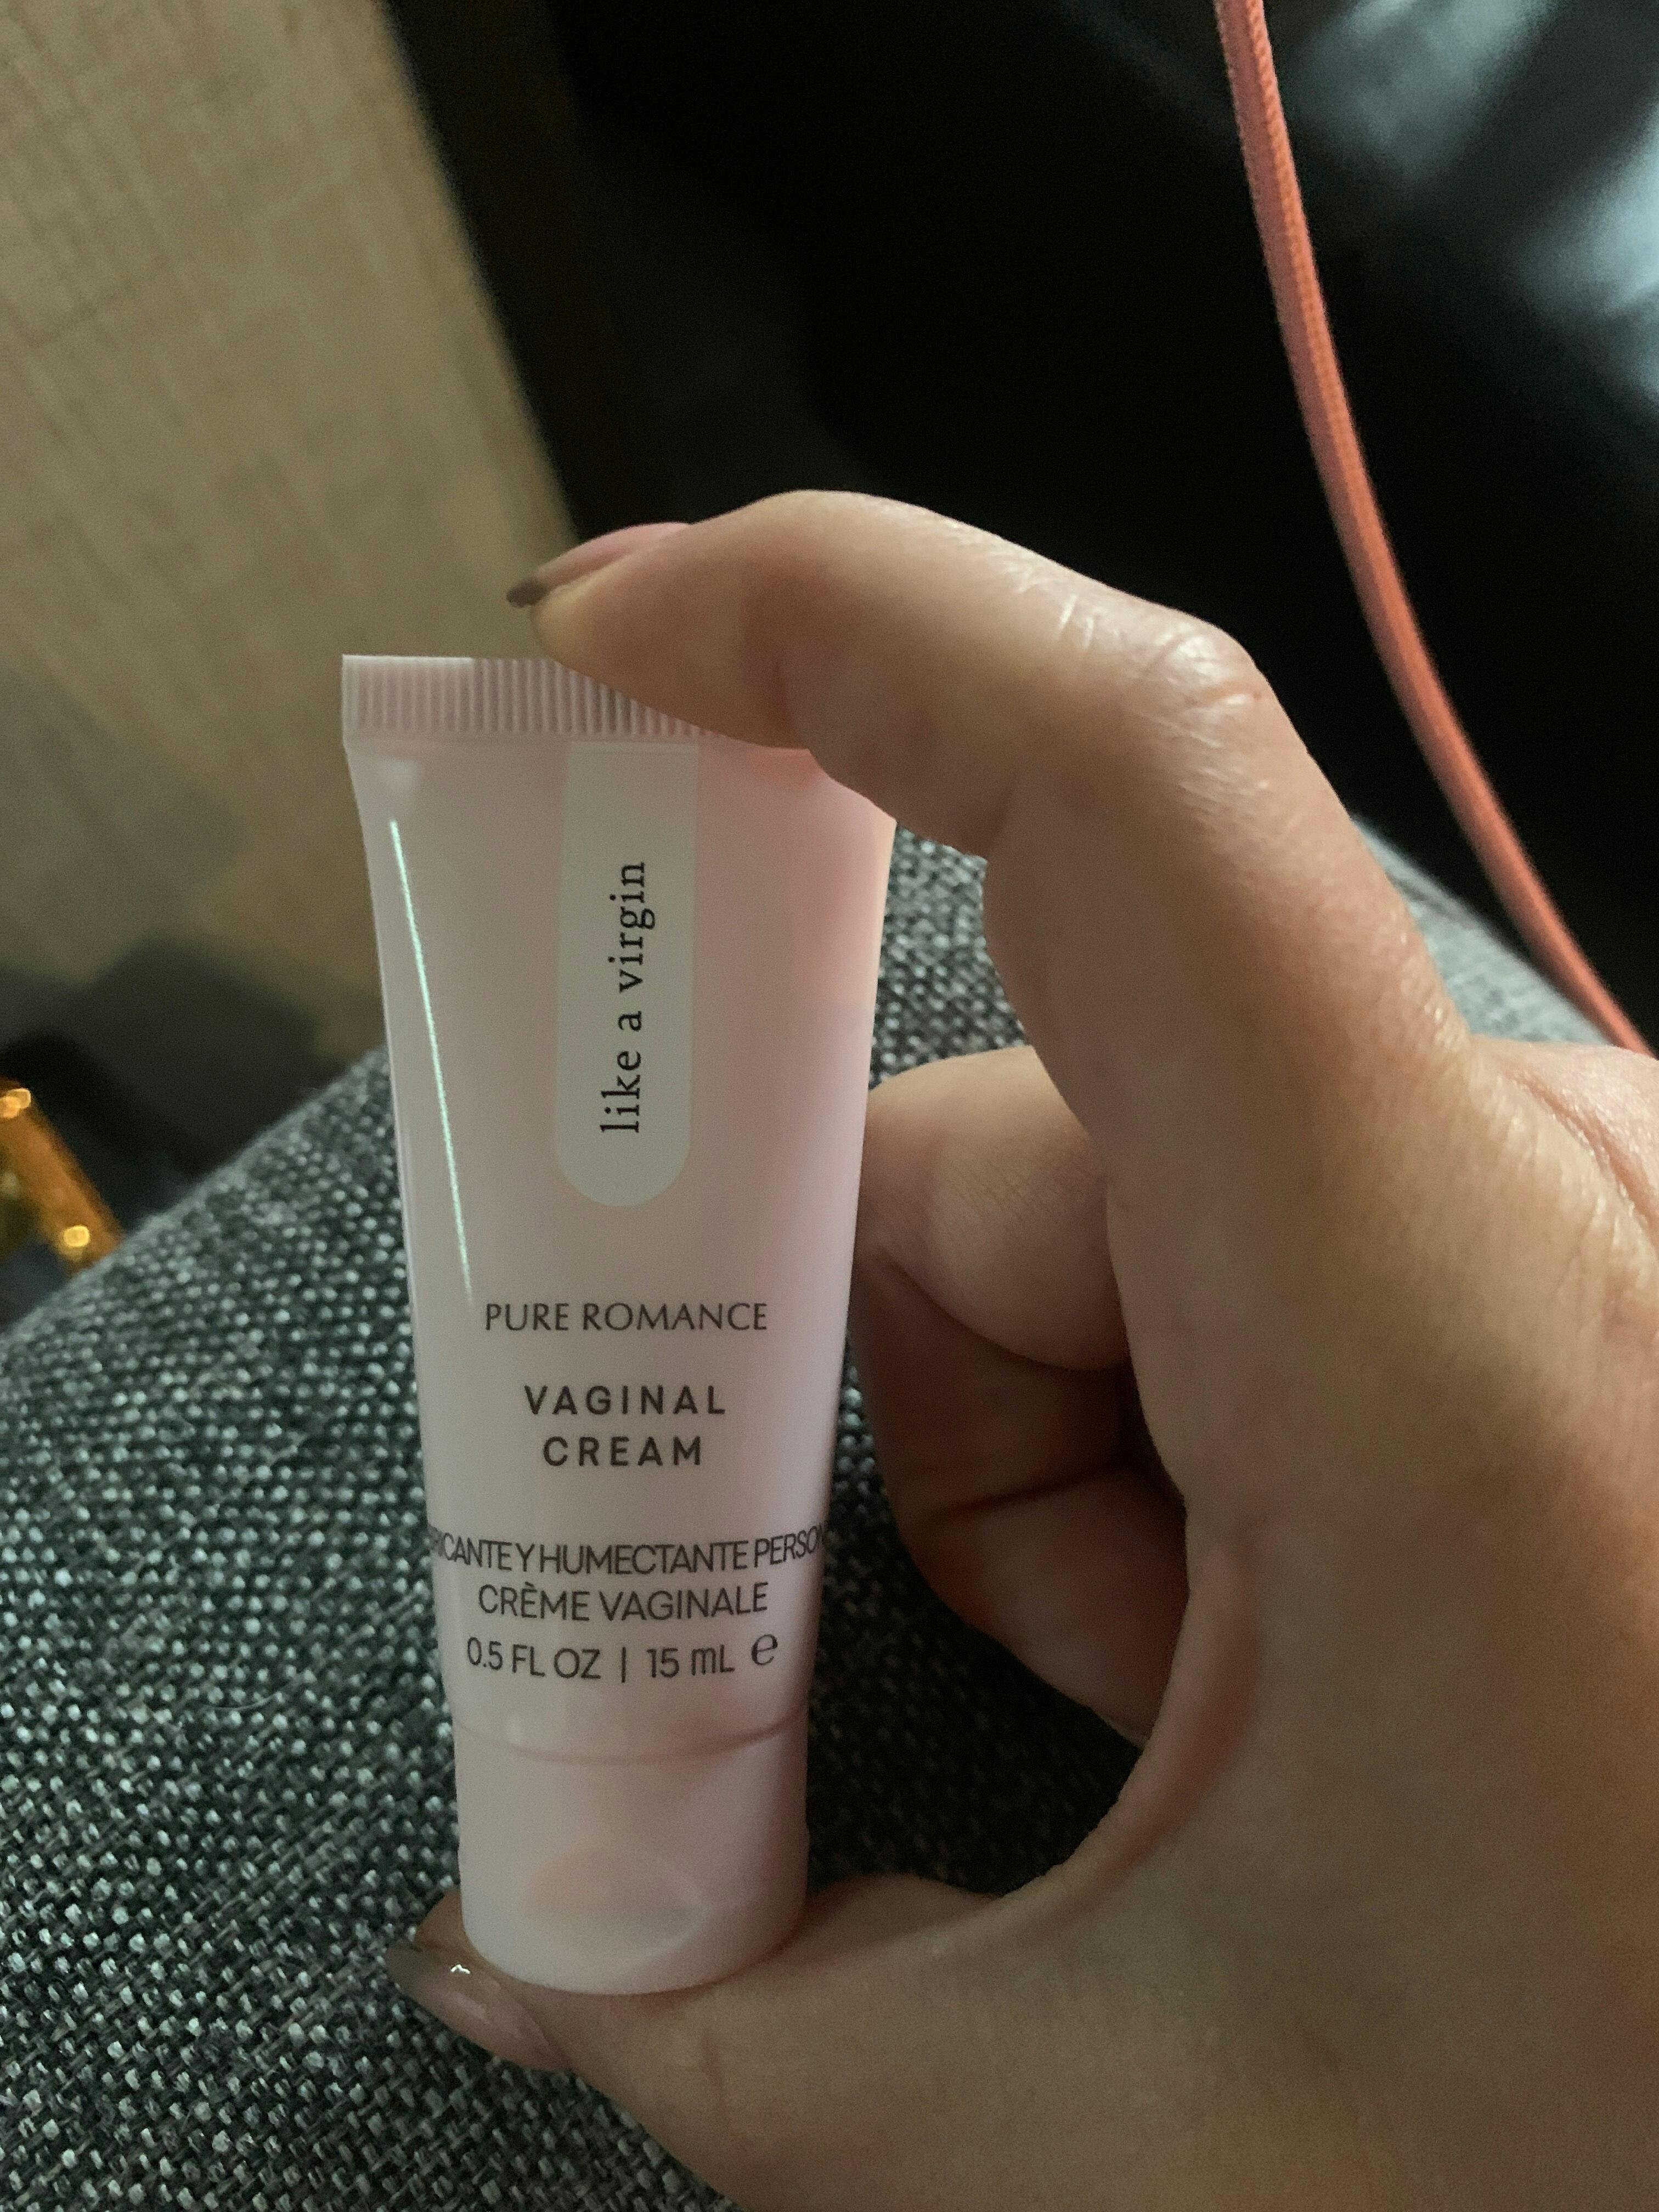 like a virgin
PURE ROMANCE
VAGINAL
CREAM
Y HUMECTANTE
CRÈME VAGINALE
0.5 FL OZ | 15 mL e